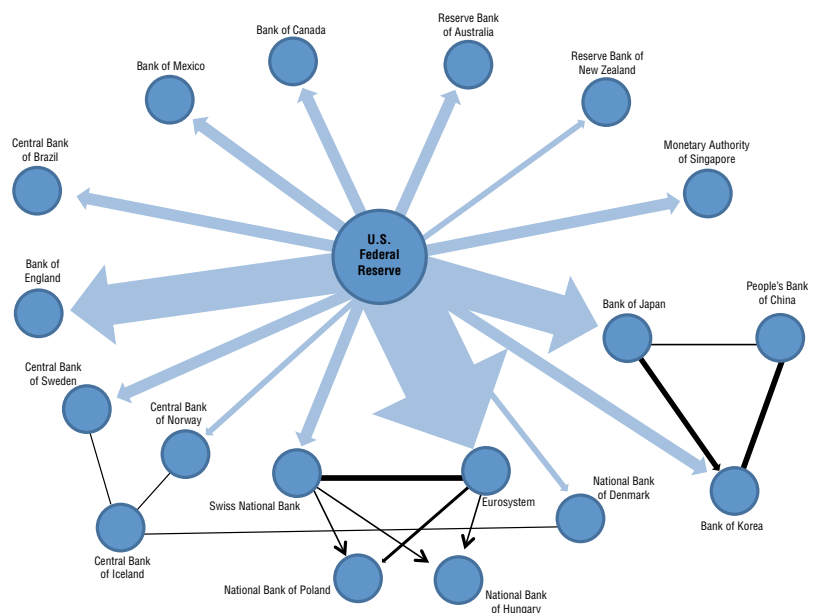 Reserve Bank
of Australia
Bank of Canada
Reserve Bank of
New Zealand
Bank of Mexico
Central Bank
of Brazil
Monetary Authority
of Singapore
U.S.
Federal
Reserve
Bank of
England
People's Bank
of China
Bank of Japan
Central Bank
of Sweden
Central Bank
of Norway
Swiss National Bank
Eurosystem
National Bank
of Denmark
Bank of Korea
Central Bank
of Iceland
National Bank of Poland
National Bank
of Hungary